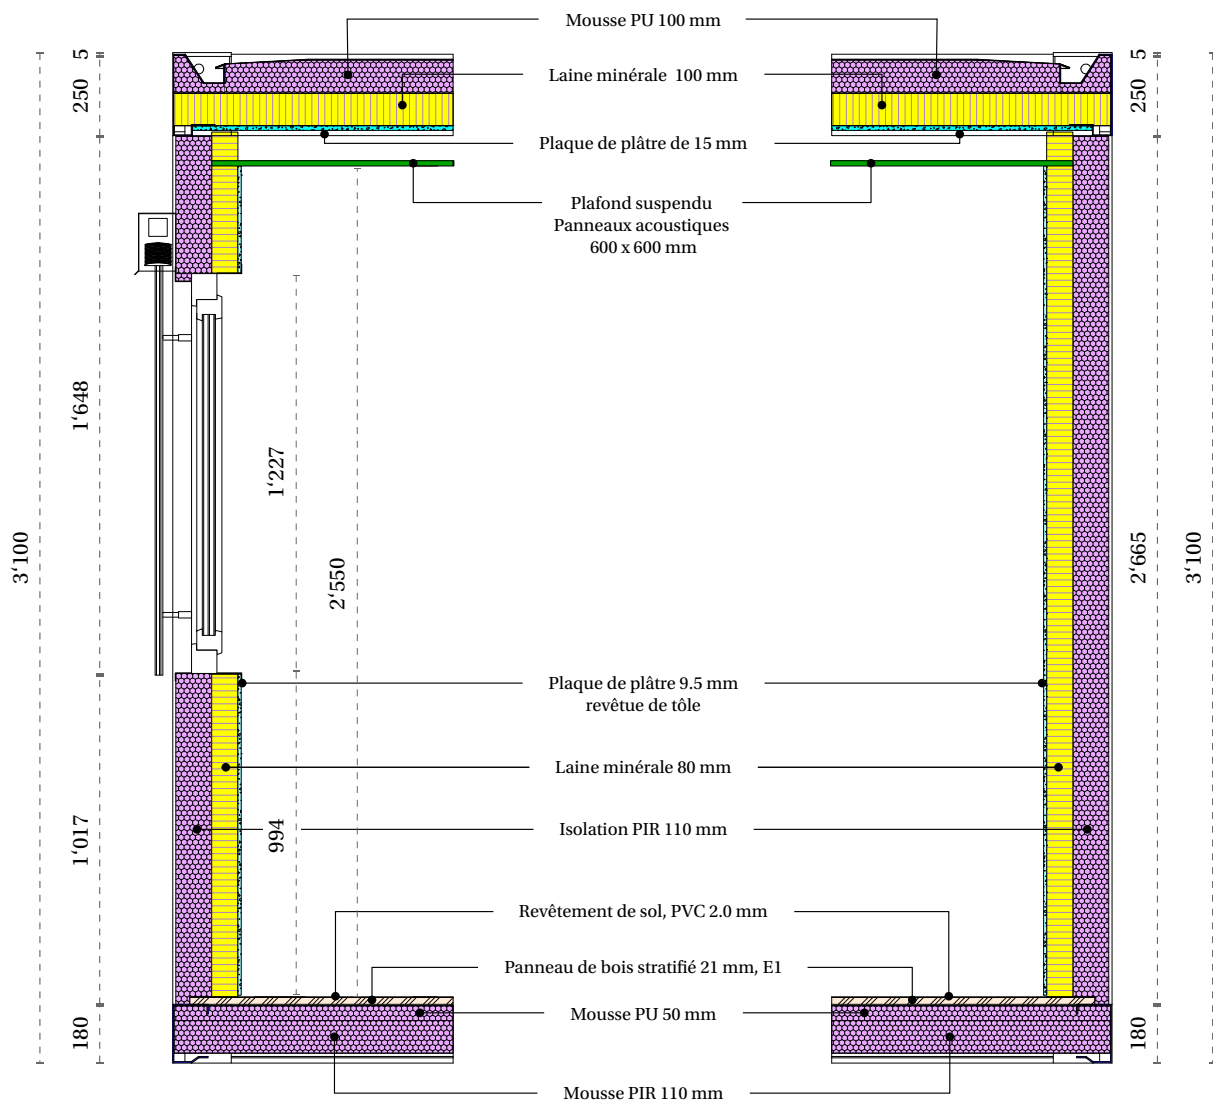 Mousse PU 100 mm
5
5
Laine minérale 100 mm
250
250
Plaque de plâtre de 15 mm
Plafond suspendu
Panneaux acoustiques
600 x 600 mm
1‘648
1‘227
3‘100
2‘550
2‘665
3‘100
Plaque de plâtre 9.5 mm
revêtue de tôle
Laine minérale 80 mm
1‘017
994
Isolation PIR 110 mm
Revêtement de sol, PVC 2.0 mm
Panneau de bois stratifié 21 mm, E1
Mousse PU 50 mm
180
180
Mousse PIR 110 mm